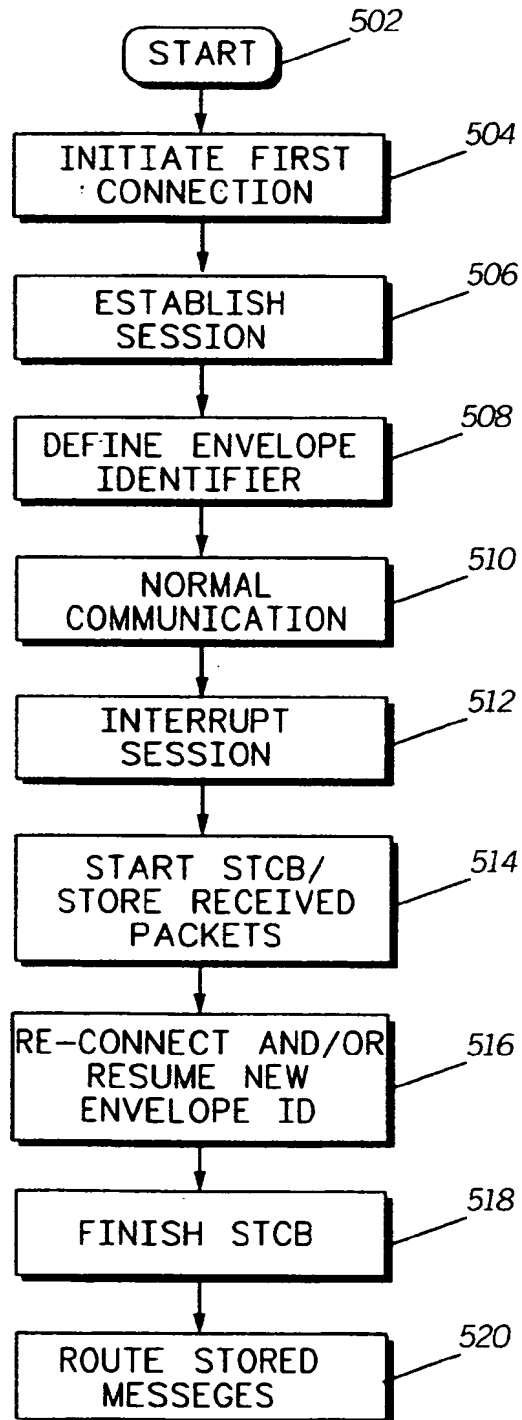 502
START
504
INITIATE FIRST
CONNECTION
506
ESTABLISH
SESSION
508
DEFINE ENVELOPE
IDENTIFIER
510
NORMAL
COMMUNICATION
512
INTERRUPT
SESSION
514
START STCB/
STORE RECEIVED
PACKETS
516
RE-CONNECT AND/OR
RESUME NEW
ENVELOPE ID
518
FINISH STCB
520
ROUTE STORED
MESSEGES